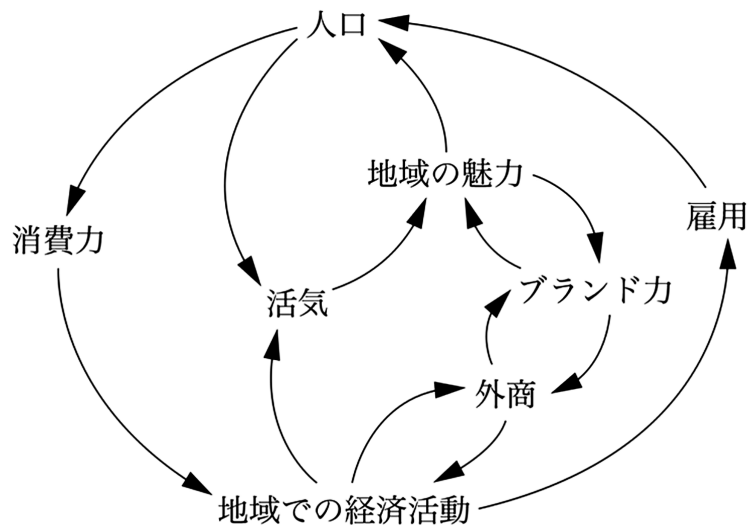 人口
地域の魅力
雇用
消費力
ブランド力
活気
外商
地域での経済活動